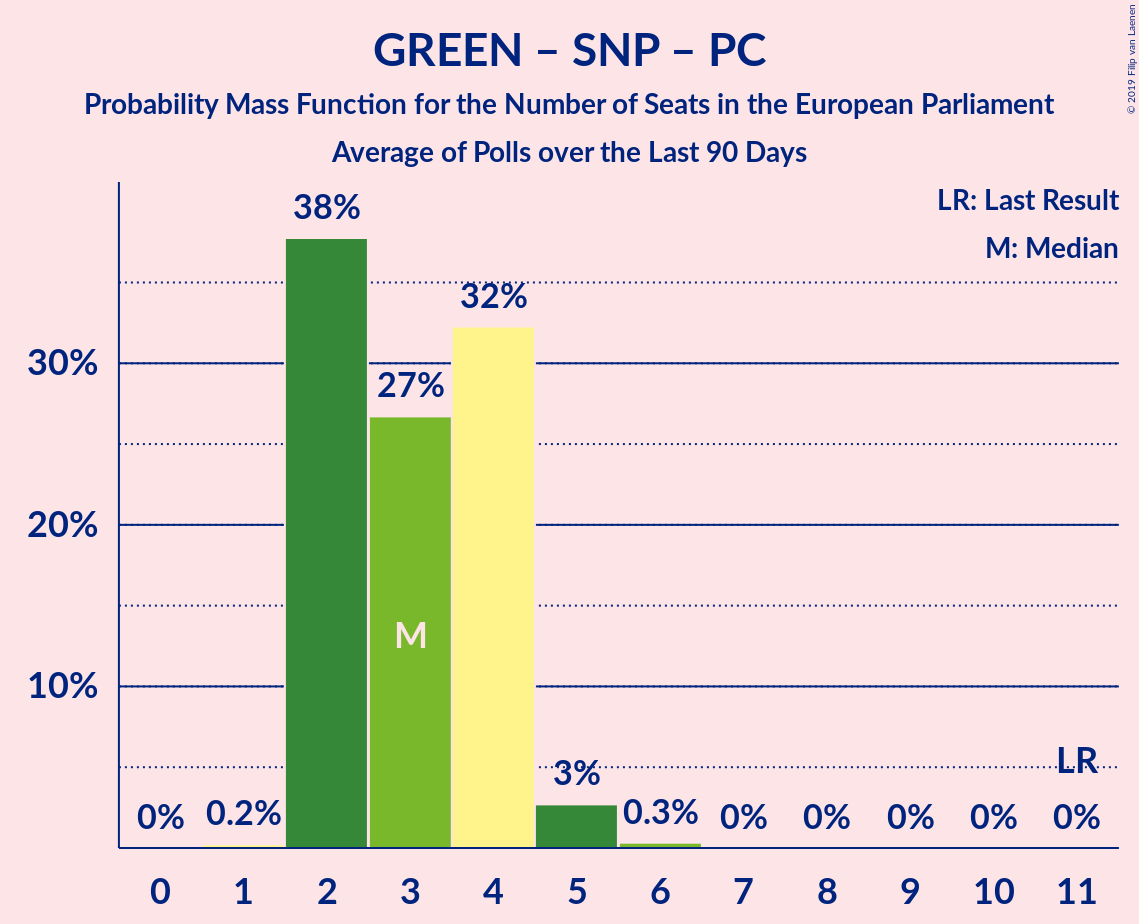 GREEN – SNP – PC
Probability Mass Function for the Number of Seats in the European Parliament
Average of Polls over the Last 90 Days
© 2019 Filip van Laenen
LR: Last Result
M: Median
38%
32%
30%
27%
20%
M
10%
LR
3%
0% 0.2% 0.3% 0% 0% 0% 0% 0%
0 1 2 3 4 5 6 7 8 9 10 11